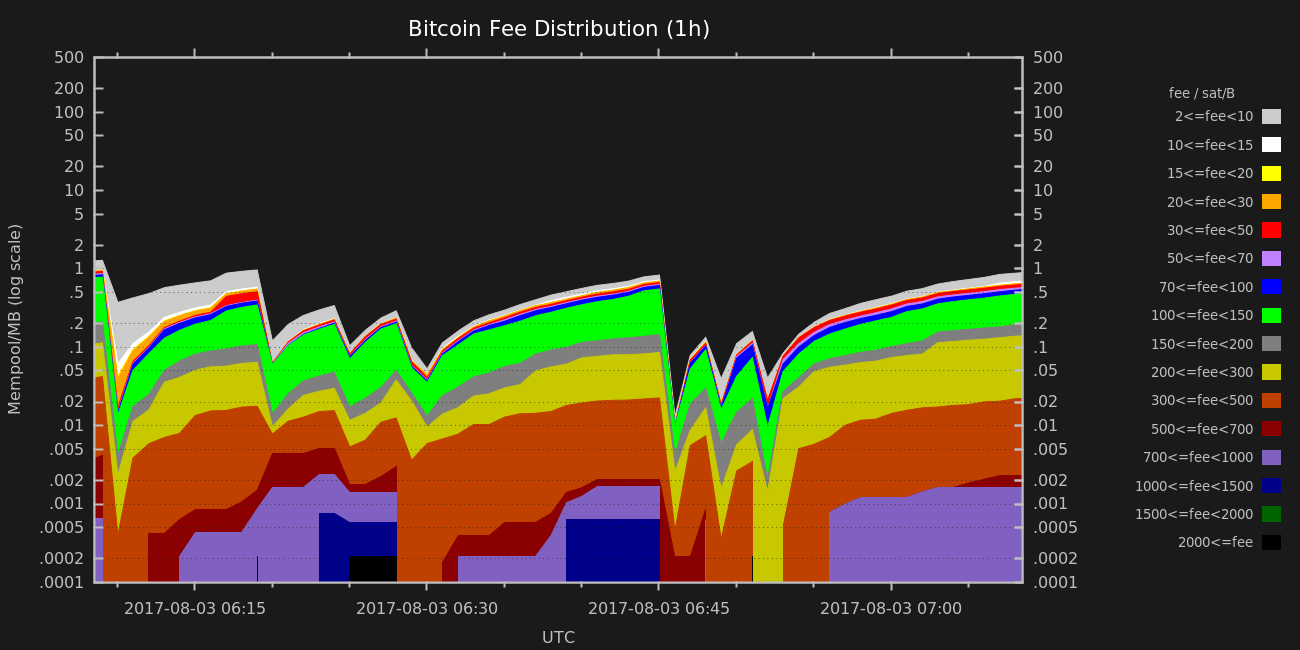 Bitcoin Fee Distribution (1h)
Mempool/MB (log scale)
500
200
100
50
20
10
5
2
1
.5
.2
.1
.05
.02
.01
.005
.002
.001
.0005
.0002
.0001
500
200
100
50
20
10
5
2
1
.5
.2
.1
.05
.02
.01
.005
.002
.001
.0005
.0002
.0001
2017-08-03 06:15
2017-08-03 06:30
2017-08-03 06:45
2017-08-03 07:00
UTC
fee / sat/B
2<=fee<10
10<=fee<15
15<=fee<20
20<=fee<30
30<=fee<50
50<=fee<70
70<=fee<100
100<=fee<150
150<=fee<200
200<=fee<300
300<=fee<500
500<=fee<700
700<=fee<1000
1000<=fee<1500
1500<=fee<2000
2000<=fee